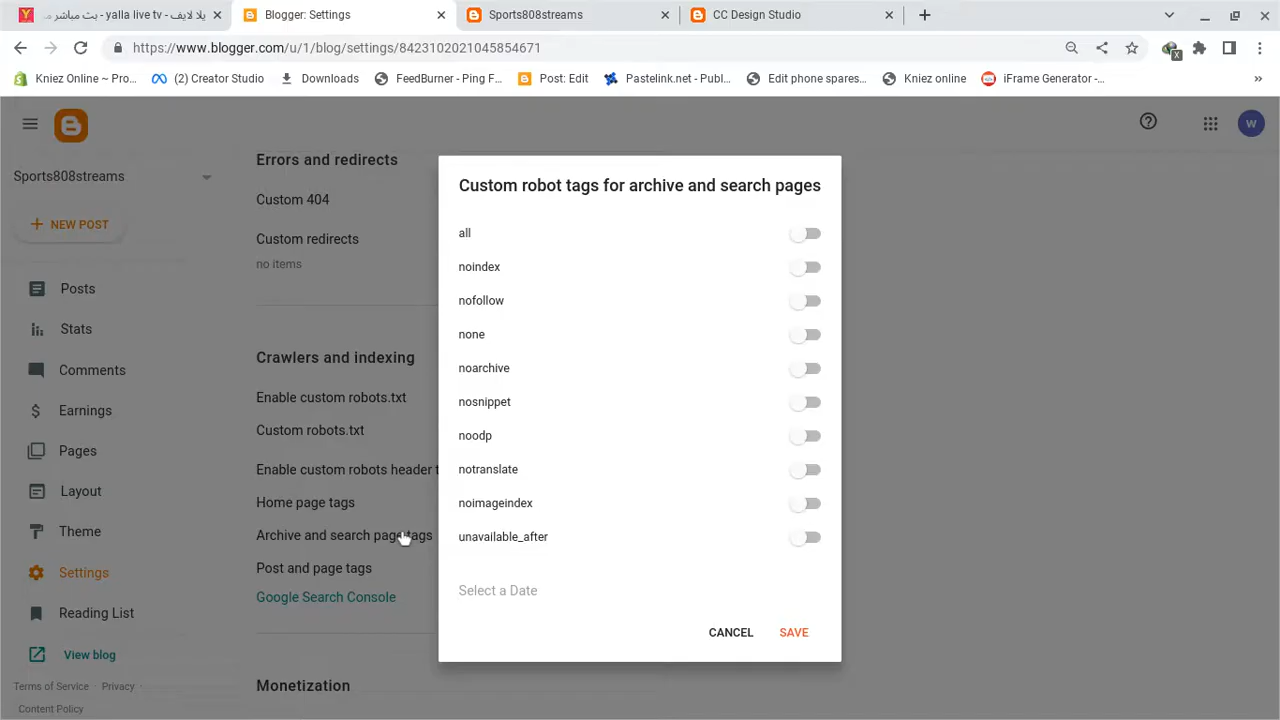 يلا لايف - yalla live tv - بث مباشر م
Blogger: Settings
Sports808streams
CC Design Studio
https://www.blogger.com/u/1/blog/settings/8423102021045854671
Kniez Online ~ Pro...
(2) Creator Studio
Downloads
FeedBurner - Ping F...
Post: Edit
Pastelink.net - Publ...
Edit phone spares...
Kniez online
iFrame Generator -...
»
W
Sports808streams
NEW POST
Posts
Stats
Comments
Earnings
Pages
Layout
Theme
Settings
Reading List
View blog
Terms of Service · Privacy ·
Content Policy
Errors and redirects
Custom 404
Custom redirects
no items
Crawlers and indexing
Enable custom robots.txt
Custom robots.txt
Enable custom robots header t
Home page tags
Archive and search page tags
Post and page tags
Google Search Console
Monetization
Custom robot tags for archive and search pages
all
noindex
nofollow
none
noarchive
nosnippet
noodp
notranslate
noimageindex
unavailable_after
Select a Date
CANCEL SAVE